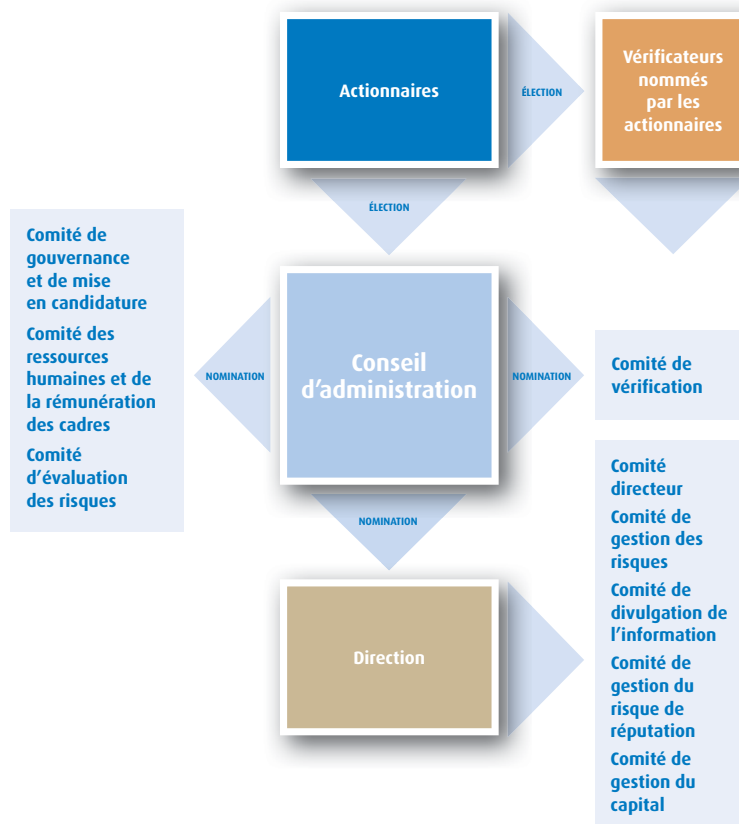 Actionnaires
ÉLECTION
Vérificateurs
nommés
par les
actionnaires
ÉLECTION
Comité de
gouvernance
et de mise
en candidature
Comité des
ressources
humaines et de
la rémunération
des cadres
Comité
d'évaluation
des risques
NOMINATION
Conseil
d'administration
NOMINATION
Comité de
vérification
NOMINATION
Direction
Comité
directeur
Comité de
gestion des
risques
Comité de
divulgation de
l'information
Comité de
gestion du
risque de
réputation
Comité de
gestion du
capital